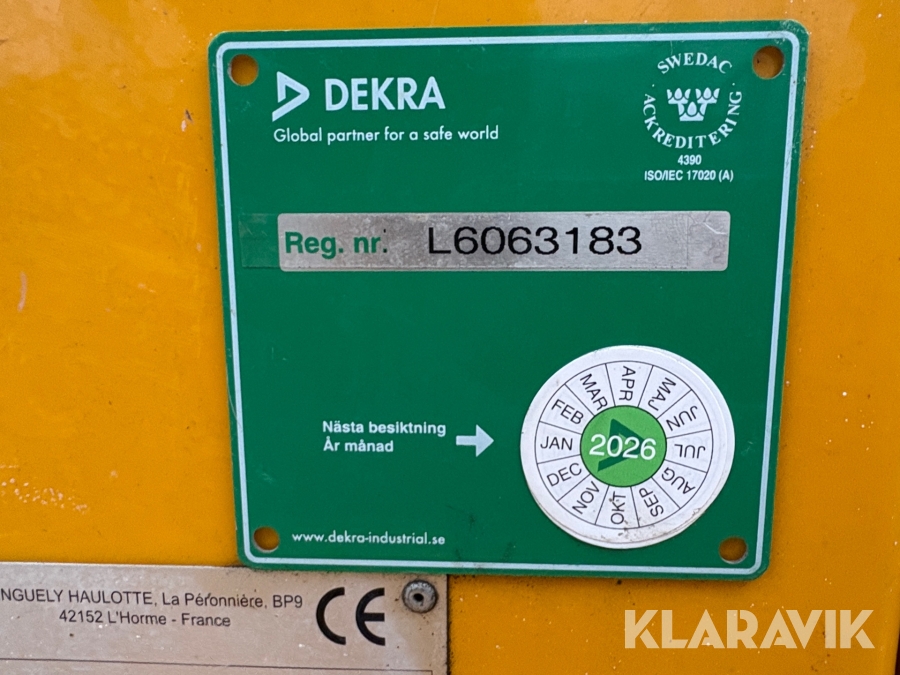 DEKRA
Global partner for a safe world
SWEDAC
ACKREDITERING
4390
ISO/IEC 17020 (A)
Reg. nr. L6063183
Nästa besiktning
År månad
JAN
FEB
MAR
APR
MAJ
JUN
JUL
AUG
SEP
OKT
NOV
DEC
2026
www.dekra-industrial.se
NGUELY HAULOTTE, La Péronnière, BP9
42152 L'Horme - France
CE
KLARAVIK